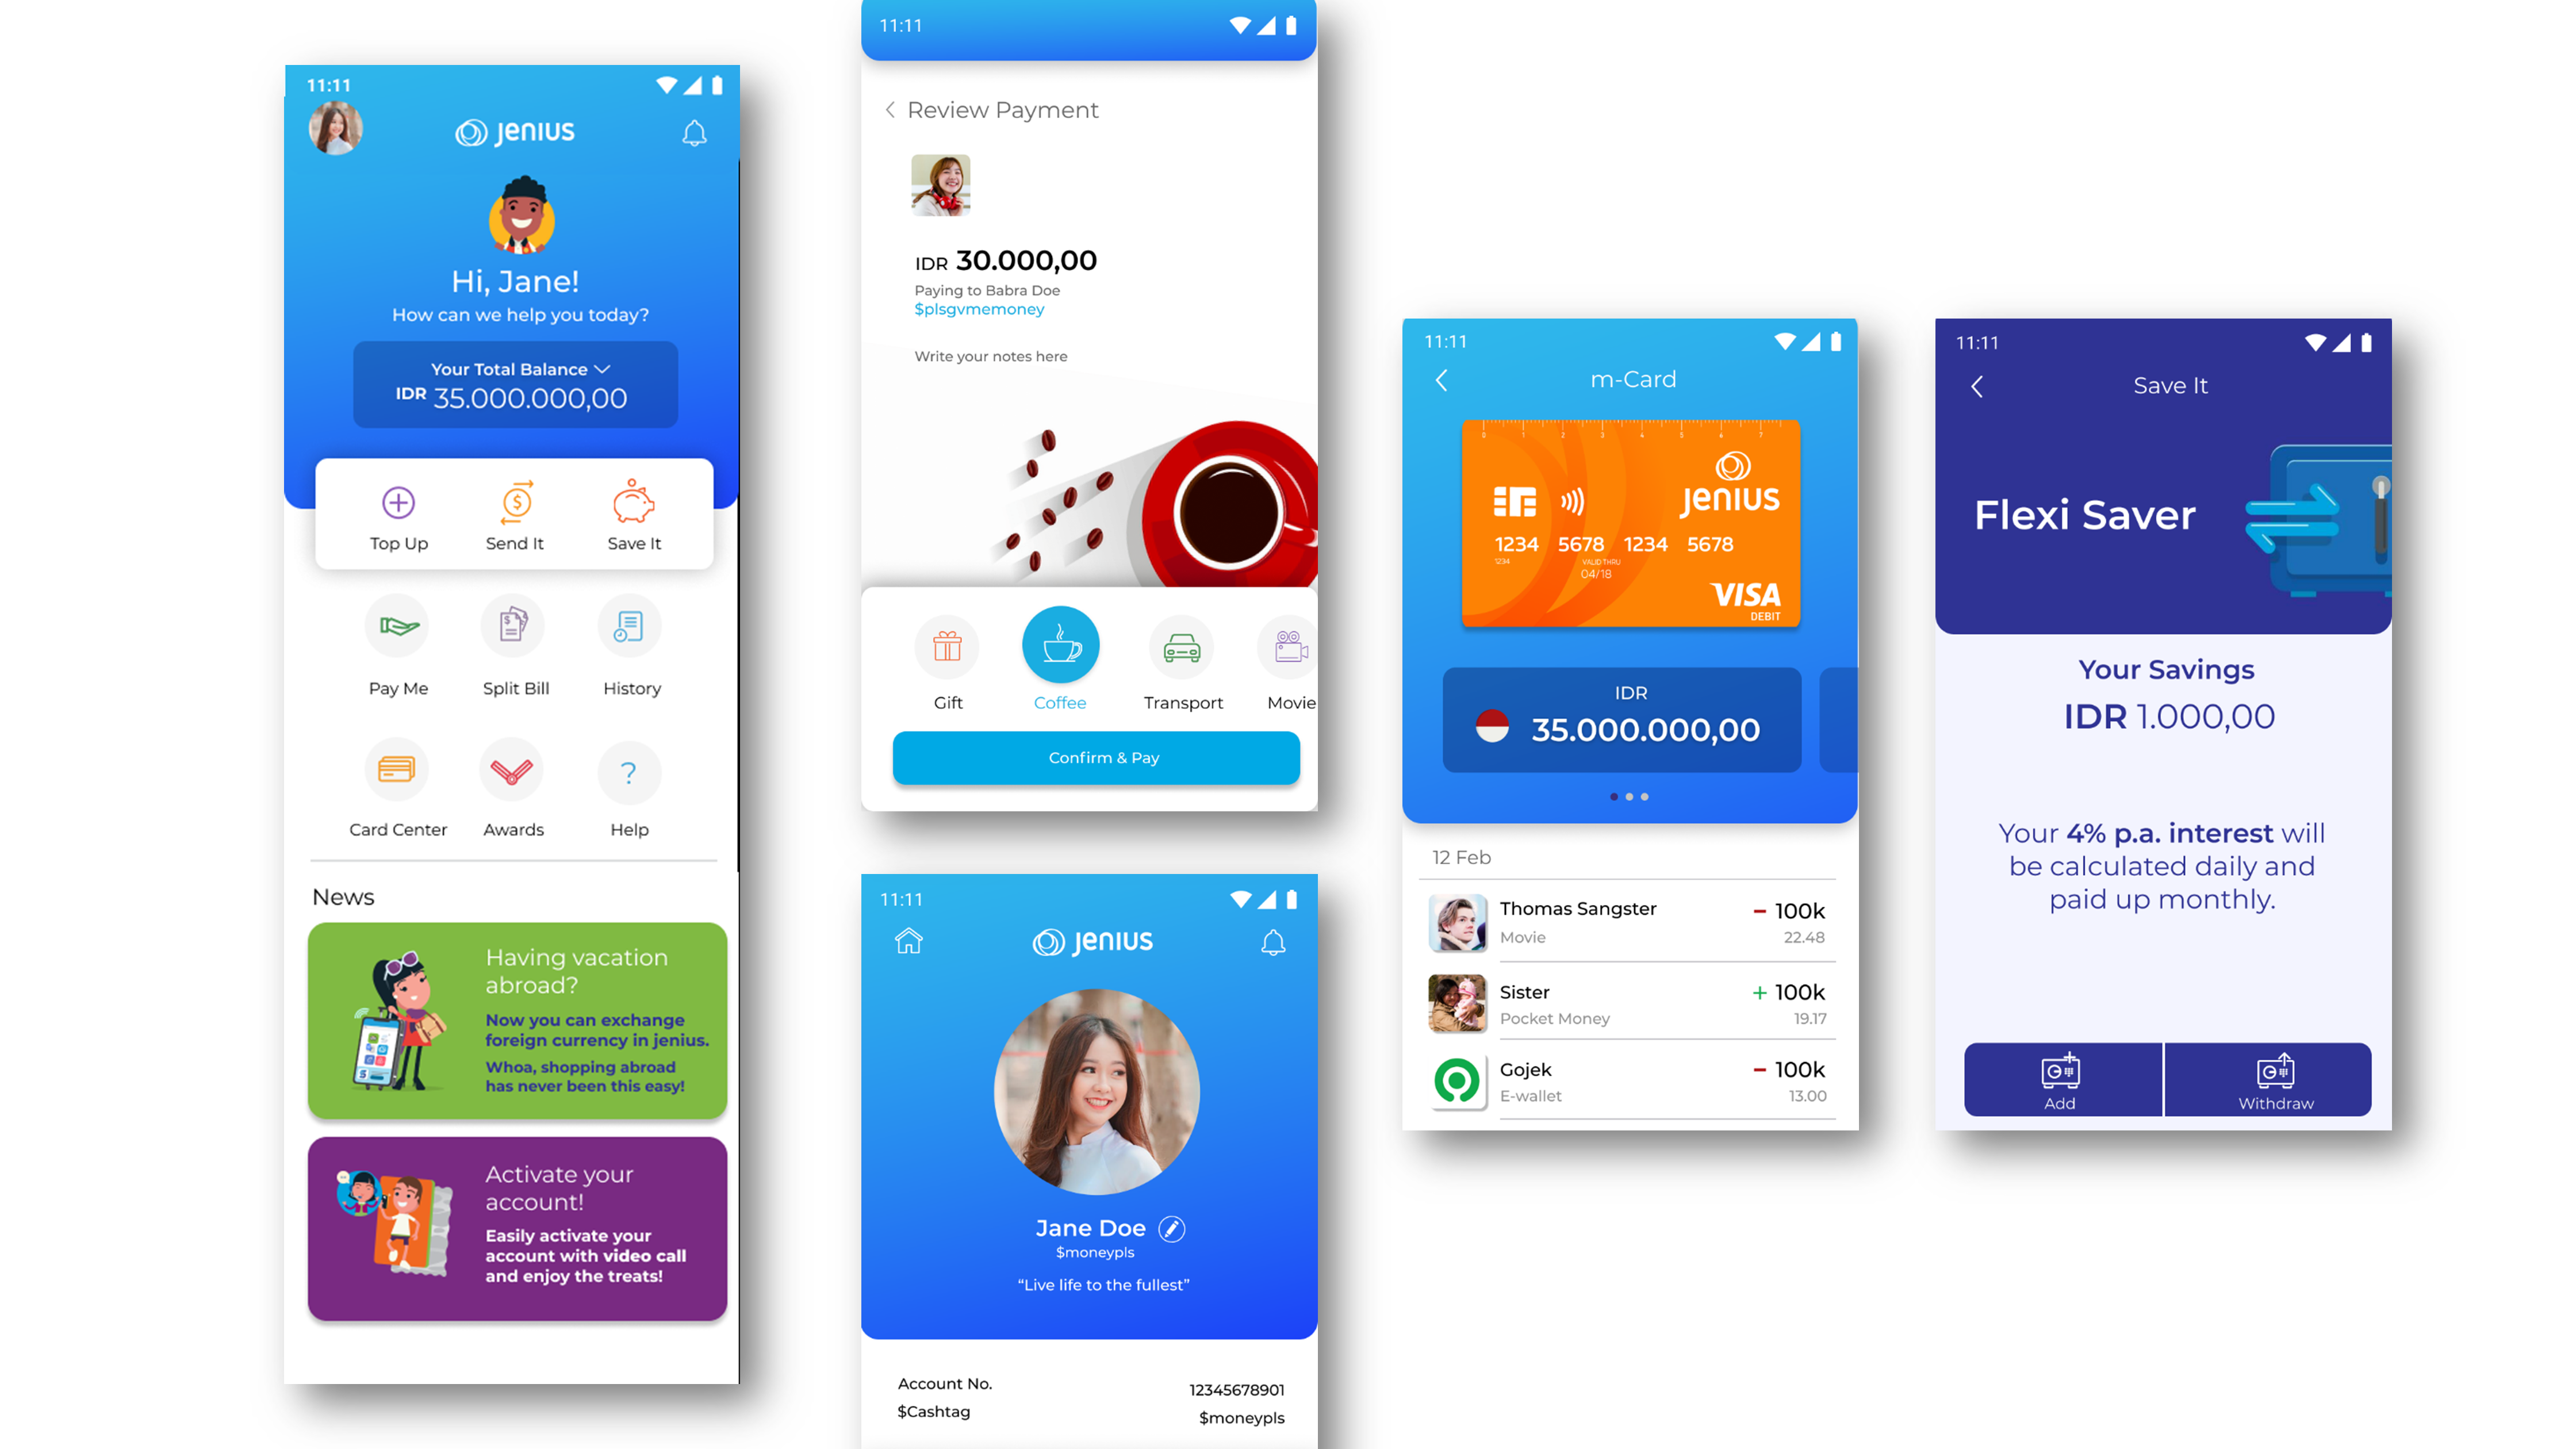 11:11
jenius
Hi, Jane!
How can we help you today?
Your Total Balance
IDR 35.000.000,00
Top Up
Send It
Save It
Pay Me
Split Bill
History
Card Center
Awards
?
Help
News
Having vacation
abroad?
Now you can exchange
foreign currency in jenius.
Whoa, shopping abroad
has never been this easy!
Activate your
account!
Easily activate your
account with video call
and enjoy the treats!
11:11
Review Payment
IDR 30.000,00
Paying to Babra Doe
$plsgvmemoney
Write your notes here
Gift
Coffee
Transport
Movie
Confirm & Pay
11:11
jenius
Jane Doe
$moneypls
“Live life to the fullest”
Account No.
12345678901
$Cashtag
$moneypls
11:11
m-Card
0 1 2 3 4 5 6 7
jenius
1234 5678 1234 5678
1234
VALID THRU
04/18
VISA
DEBIT
IDR
35.000.000,00
12 Feb
Thomas Sangster
− 100k
Movie
22.48
Sister
+ 100k
Pocket Money
19.17
Gojek
− 100k
E-wallet
13.00
11:11
Save It
Flexi Saver
Your Savings
IDR 1.000,00
Your 4% p.a. interest will
be calculated daily and
paid up monthly.
Add
Withdraw